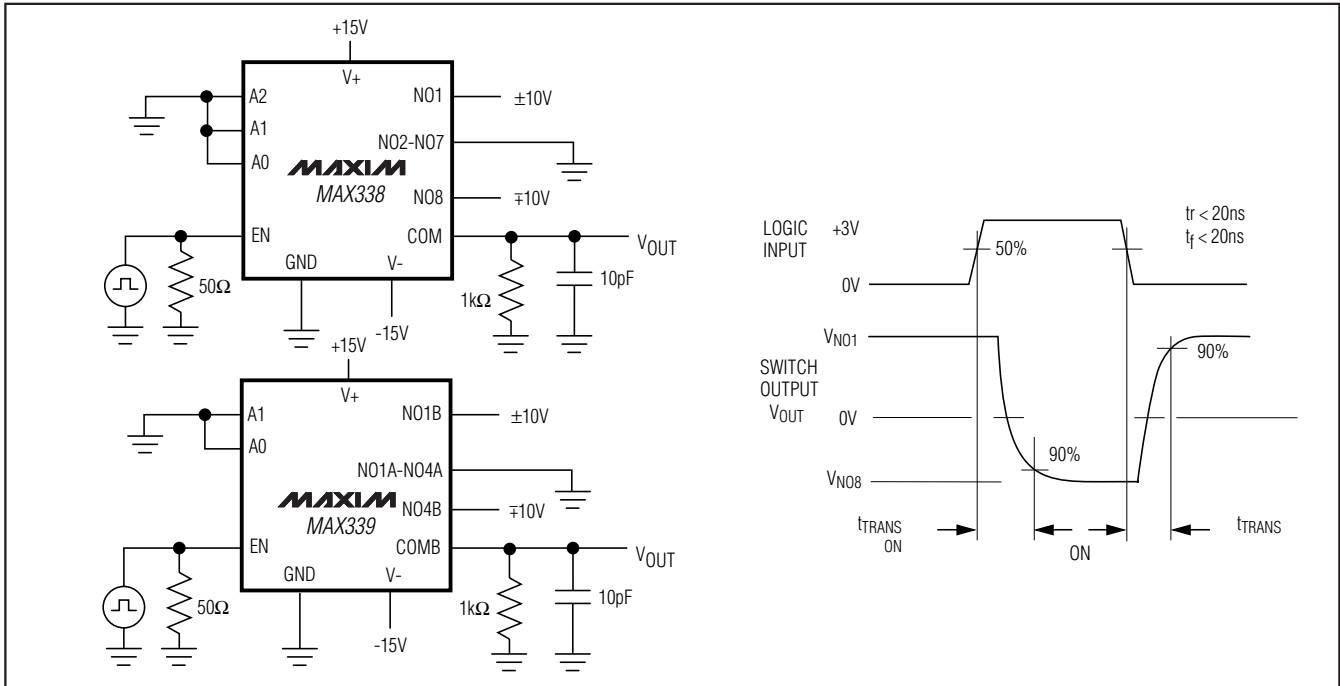 +15V
V+
A2
A1
A0
NO1
±10V
NO2-NO7
MAXIM
MAX338
NO8
∓10V
EN
COM
VOUT
GND
V-
50Ω
1kΩ
10pF
-15V
+15V
V+
A1
A0
NO1B
±10V
NO1A-NO4A
MAXIM
MAX339
NO4B
∓10V
EN
COMB
VOUT
GND
V-
50Ω
1kΩ
10pF
-15V
LOGIC
INPUT
+3V
50%
0V
tr < 20ns
tf < 20ns
VNO1
SWITCH
OUTPUT
VOUT
0V
90%
90%
VNO8
tTRANS
ON
ON
tTRANS